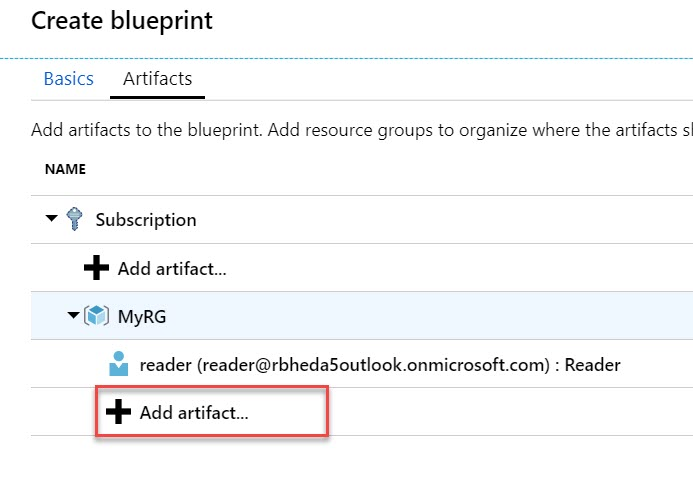 Create blueprint
Basics Artifacts
Add artifacts to the blueprint. Add resource groups to organize where the artifacts
NAME
Subscription
Add artifact...
MyRG
reader (reader@rbheda5outlook.onmicrosoft.com) : Reader
Add artifact...